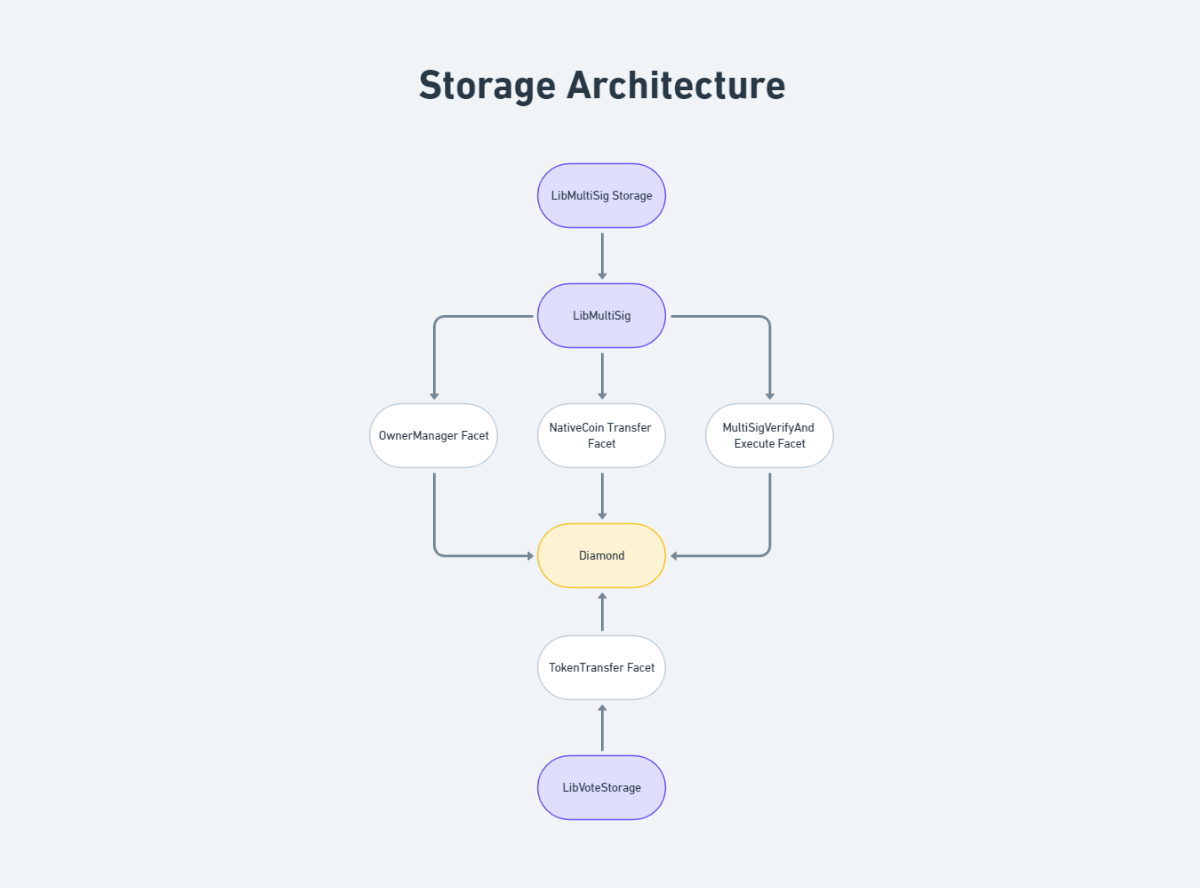 Storage Architecture
LibMultiSig Storage
LibMultiSig
OwnerManager Facet
NativeCoin Transfer
Facet
MultiSigVerifyAnd
Execute Facet
Diamond
TokenTransfer Facet
LibVoteStorage